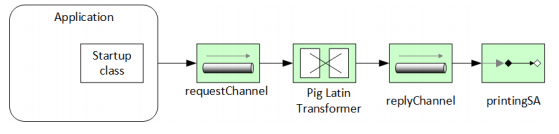 Application
Startup
class
requestChannel
Pig Latin
Transformer
replyChannel
printingSA